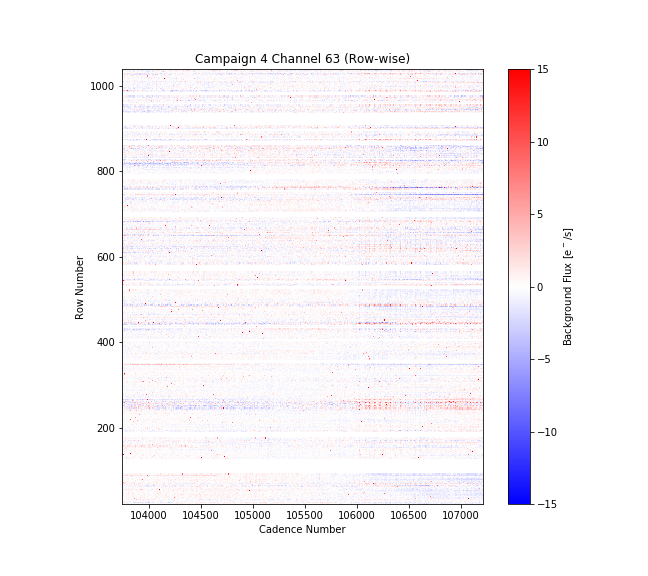 Campaign 4 Channel 63 (Row-wise)
1000
800
600
400
200
Row Number
104000 104500 105000 105500 106000 106500 107000
Cadence Number
15
10
5
0
−5
−10
−15
Background Flux [e⁻/s]